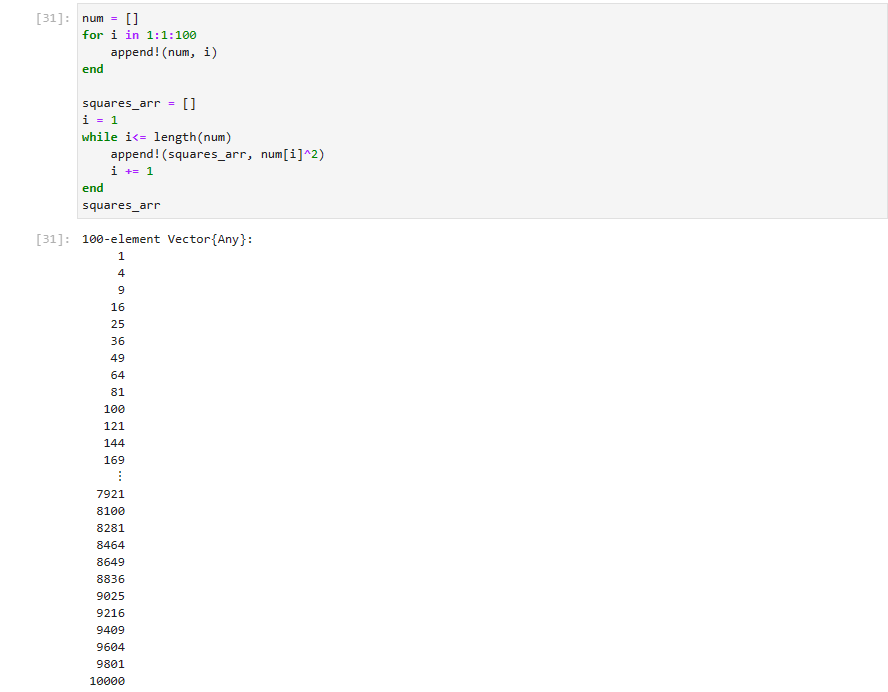 [31]: num = []
for i in 1:1:100
    append!(num, i)
end

squares_arr = []
i = 1
while i<= length(num)
    append!(squares_arr, num[i]^2)
    i += 1
end
squares_arr
[31]: 100-element Vector{Any}:
1
4
9
16
25
36
49
64
81
100
121
144
169
⋮
7921
8100
8281
8464
8649
8836
9025
9216
9409
9604
9801
10000